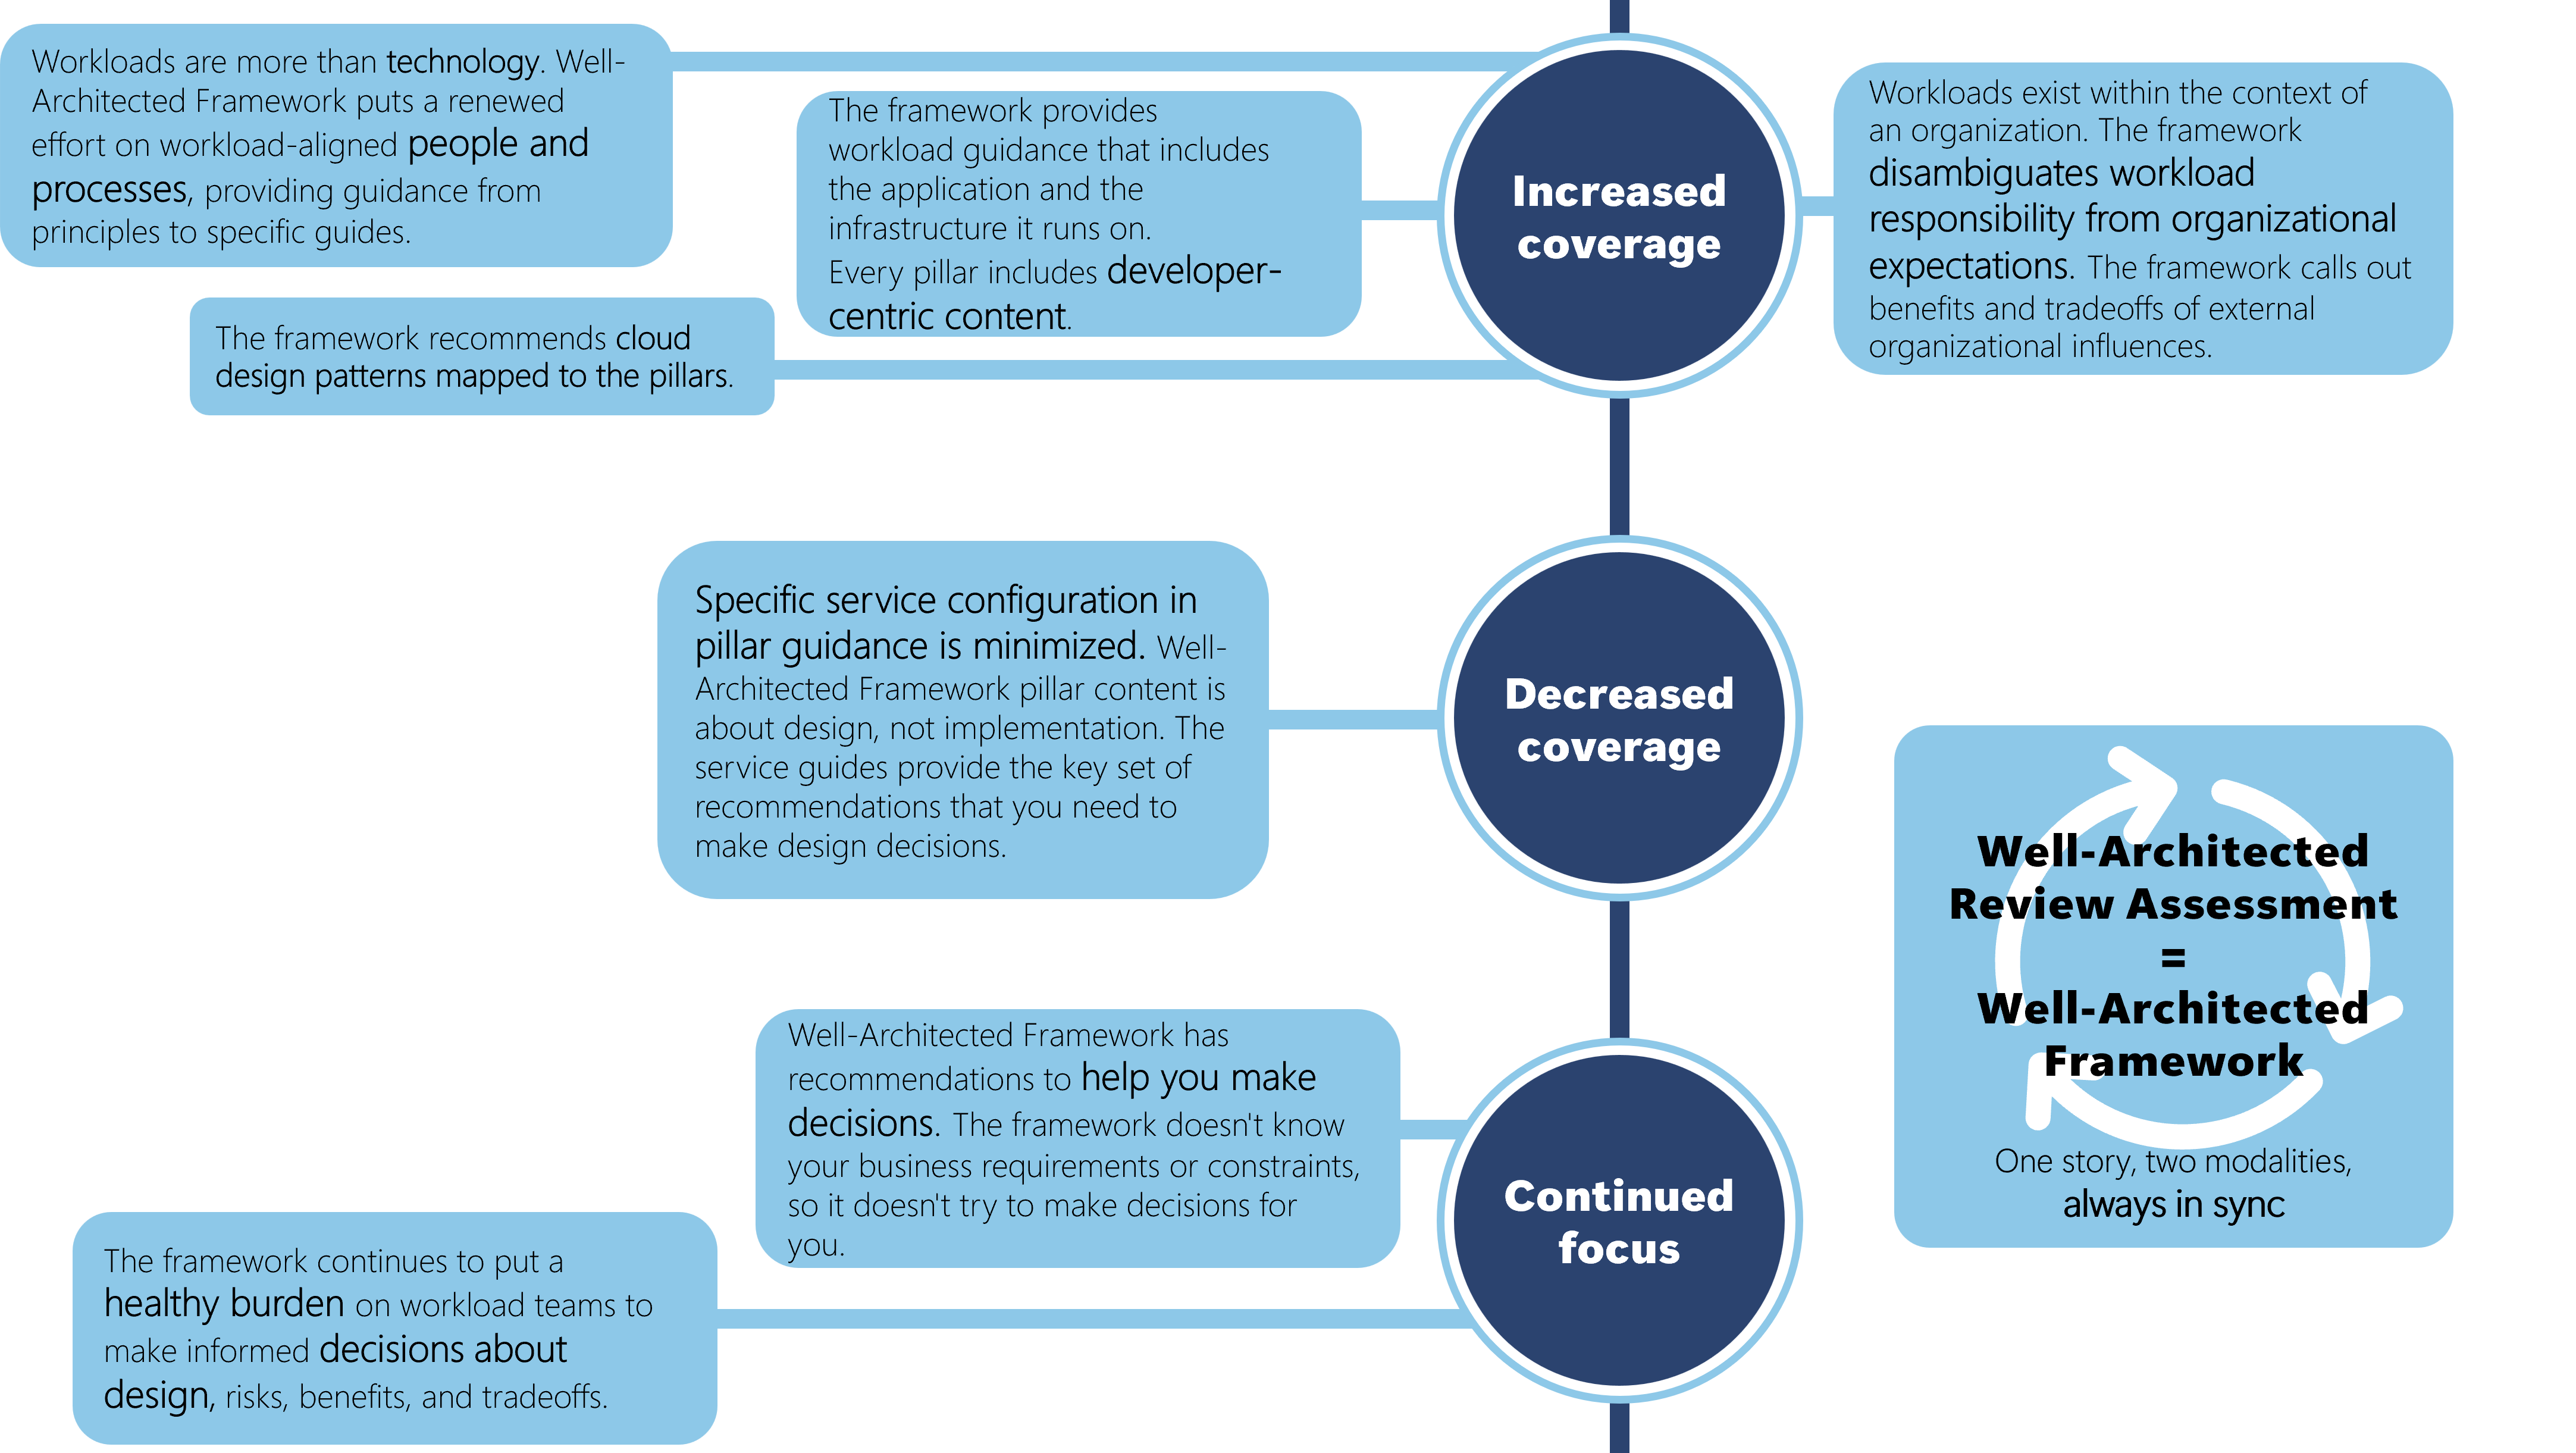 Workloads are more than technology. Well-
Architected Framework puts a renewed
effort on workload-aligned people and
processes, providing guidance from
principles to specific guides.
The framework provides
workload guidance that includes
the application and the
infrastructure it runs on.
Every pillar includes developer-
centric content.
The framework recommends cloud
design patterns mapped to the pillars.
Increased
coverage
Workloads exist within the context of
an organization. The framework
disambiguates workload
responsibility from organizational
expectations. The framework calls out
benefits and tradeoffs of external
organizational influences.
Specific service configuration in
pillar guidance is minimized. Well-
Architected Framework pillar content is
about design, not implementation. The
service guides provide the key set of
recommendations that you need to
make design decisions.
Decreased
coverage
Well-Architected
Review Assessment
=
Well-Architected
Framework
One story, two modalities,
always in sync
Well-Architected Framework has
recommendations to help you make
decisions. The framework doesn't know
your business requirements or constraints,
so it doesn't try to make decisions for
you.
The framework continues to put a
healthy burden on workload teams to
make informed decisions about
design, risks, benefits, and tradeoffs.
Continued
focus